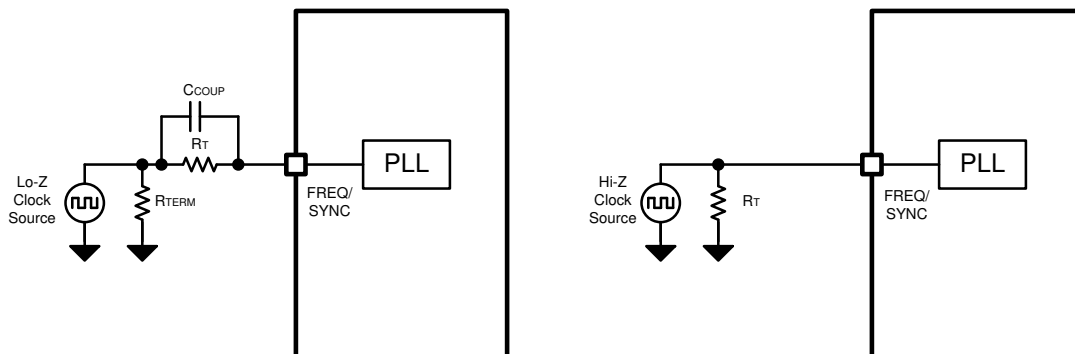 CCOUP
RT
PLL
Lo-Z
Clock
Source
RTERM
FREQ/
SYNC
Hi-Z
Clock
Source
RT
PLL
FREQ/
SYNC